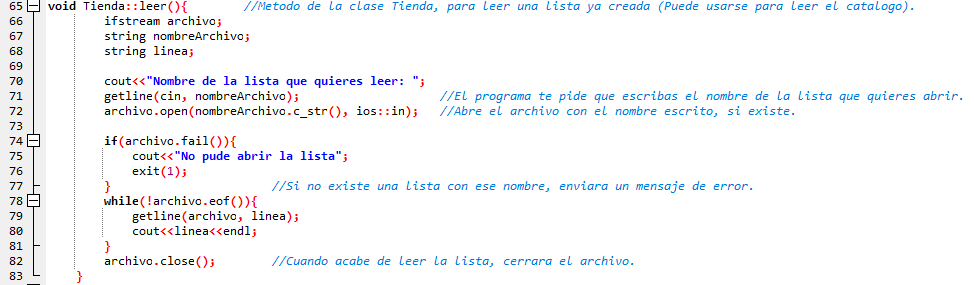 65 void Tienda::leer(){ //Metodo de la clase Tienda, para leer una lista ya creada (Puede usarse para leer el catalogo).
66 ifstream archivo;
67 string nombreArchivo;
68 string linea;
69
70 cout<<"Nombre de la lista que quieres leer: ";
71 getline(cin, nombreArchivo); //El programa te pide que escribas el nombre de la lista que quieres abrir.
72 archivo.open(nombreArchivo.c_str(), ios::in); //Abre el archivo con el nombre escrito, si existe.
73
74 if(archivo.fail()){
75 cout<<"No pude abrir la lista";
76 exit(1);
77 } //Si no existe una lista con ese nombre, enviara un mensaje de error.
78 while(!archivo.eof()){
79 getline(archivo, linea);
80 cout<<linea<<endl;
81 }
82 archivo.close(); //Cuando acabe de leer la lista, cerrara el archivo.
83 }